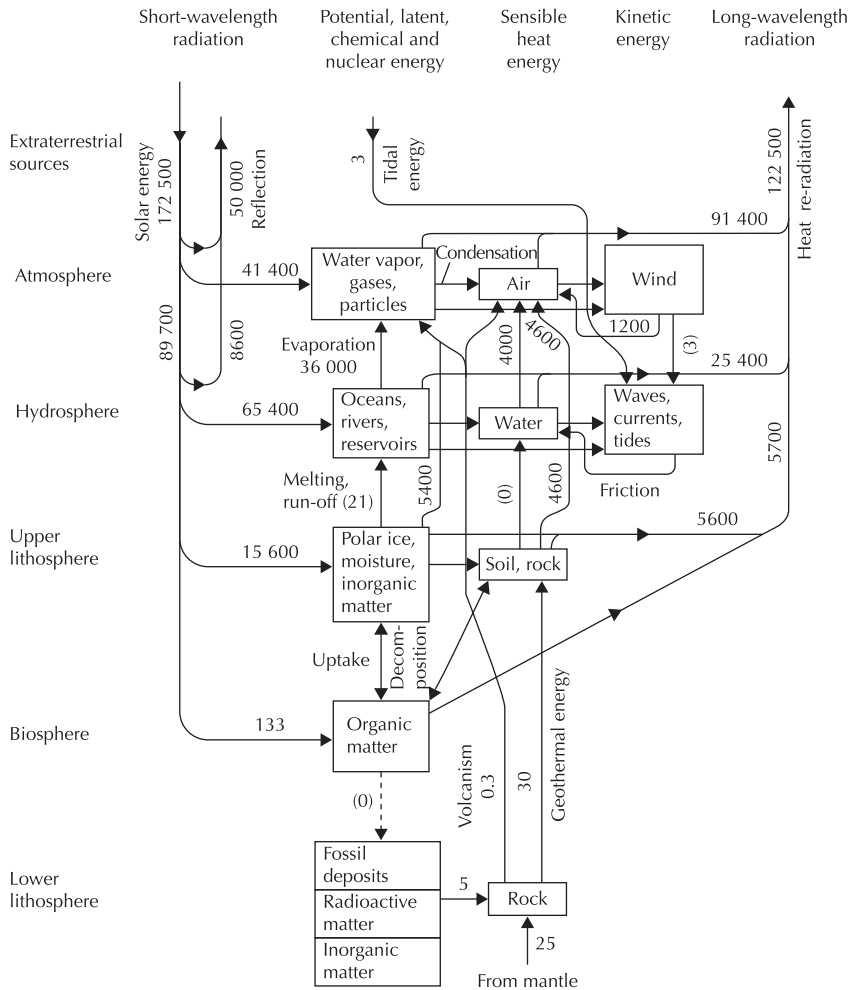 Short-wavelength
radiation
Potential, latent,
chemical and
nuclear energy
Sensible
heat
energy
Kinetic
energy
Long-wavelength
radiation
Extraterrestrial
sources
Solar energy
172 500
50 000
Reflection
3
Tidal
energy
122 500
Heat re-radiation
91 400
Atmosphere
41 400
Water vapor,
gases,
particles
Condensation
Air
Wind
1200
(3)
89 700
8600
Evaporation
36 000
4000
4600
25 400
Hydrosphere
65 400
Oceans,
rivers,
reservoirs
Water
Waves,
currents,
tides
5700
Melting,
run-off (21)
5400
(0)
4600
Friction
Upper
lithosphere
15 600
Polar ice,
moisture,
inorganic
matter
Soil, rock
5600
Uptake
Decom-
position
Biosphere
133
Organic
matter
(0)
Volcanism
0.3
30
Geothermal energy
Lower
lithosphere
Fossil
deposits
Radioactive
matter
Inorganic
matter
5
Rock
25
From mantle